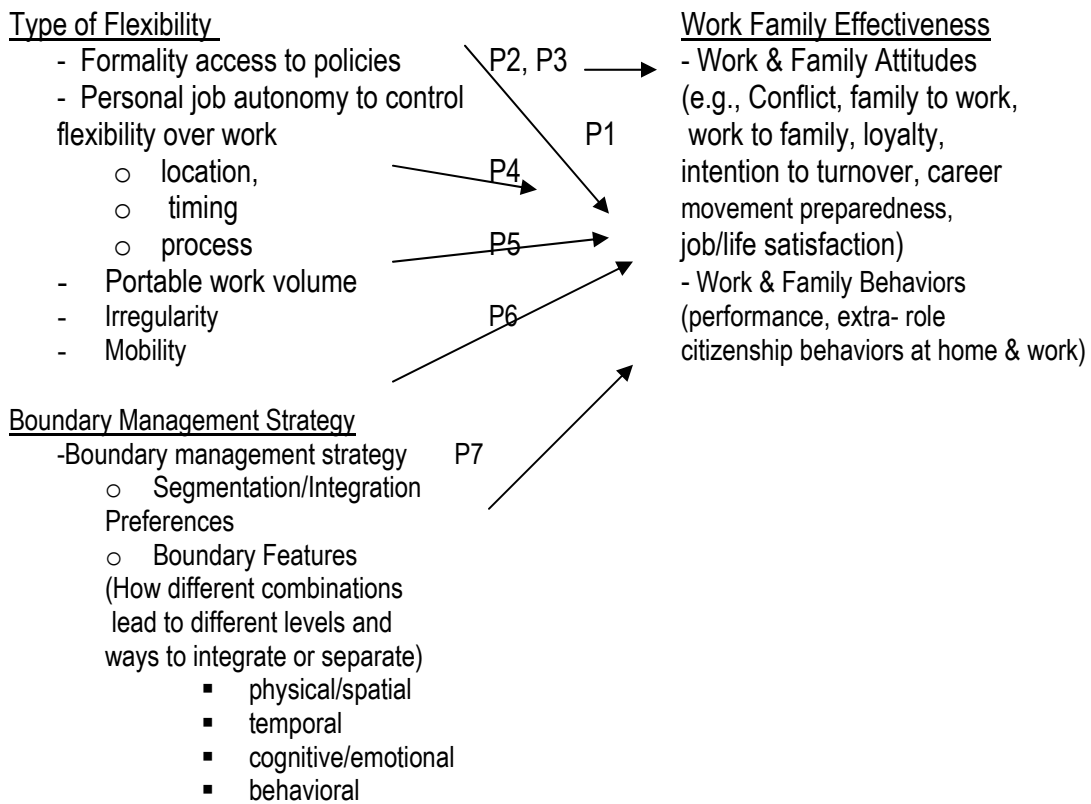 Type of Flexibility
- Formality access to policies
- Personal job autonomy to control
flexibility over work
o location,
o timing
o process
- Portable work volume
- Irregularity
- Mobility
P2, P3
P1
P4
P5
P6
Work Family Effectiveness
- Work & Family Attitudes
(e.g., Conflict, family to work,
work to family, loyalty,
intention to turnover, career
movement preparedness,
job/life satisfaction)
- Work & Family Behaviors
(performance, extra- role
citizenship behaviors at home & work)
Boundary Management Strategy
-Boundary management strategy P7
o Segmentation/Integration
Preferences
o Boundary Features
(How different combinations
lead to different levels and
ways to integrate or separate)
▪ physical/spatial
▪ temporal
▪ cognitive/emotional
▪ behavioral